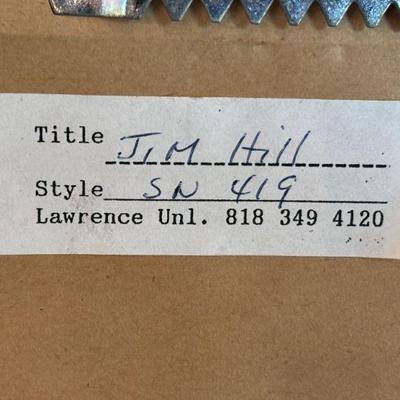 Title JIM Hill
Style SN 419
Lawrence Unl. 818 349 4120